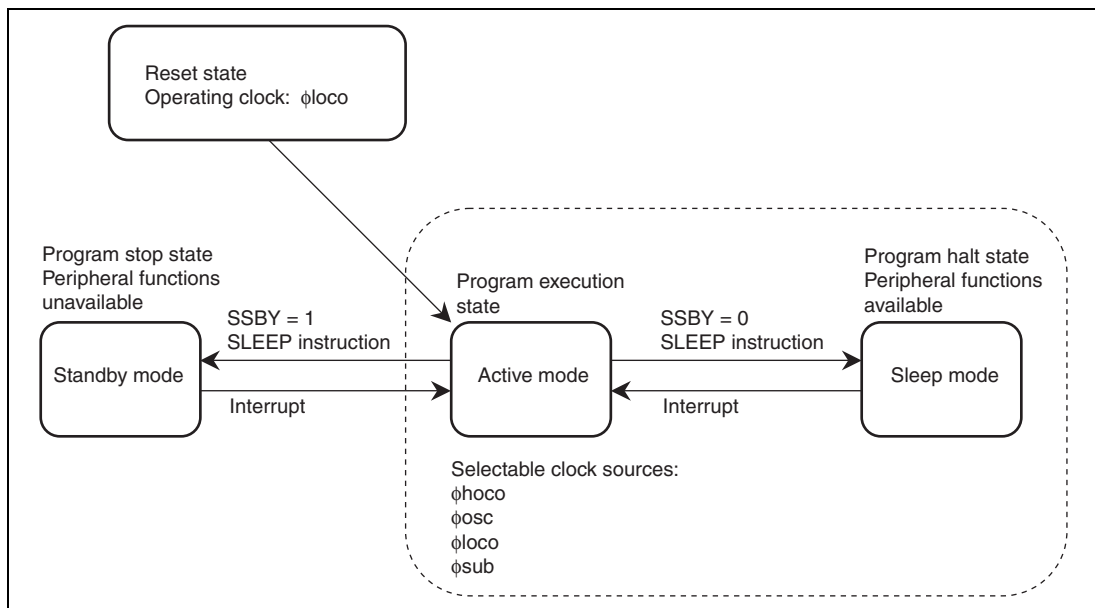 Reset state
Operating clock: ϕloco
Program stop state
Peripheral functions
unavailable
SSBY = 1
SLEEP instruction
Standby mode
Interrupt
Program execution
state
Active mode
SSBY = 0
SLEEP instruction
Interrupt
Program halt state
Peripheral functions
available
Sleep mode
Selectable clock sources:
ϕhoco
ϕosc
ϕloco
ϕsub